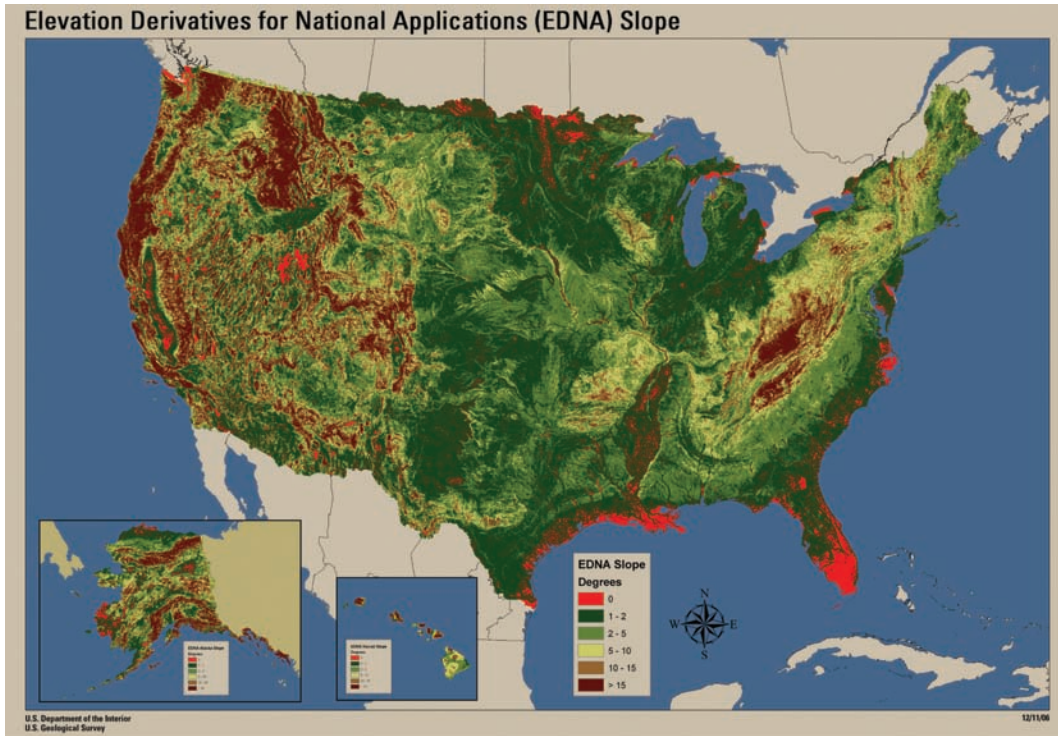 Elevation Derivatives for National Applications (EDNA) Slope
EDNA Slope
Degrees
0
1 - 2
2 - 5
5 - 10
10 - 15
> 15
N
W
E
S
U.S. Department of the Interior
U.S. Geological Survey
12/11/06